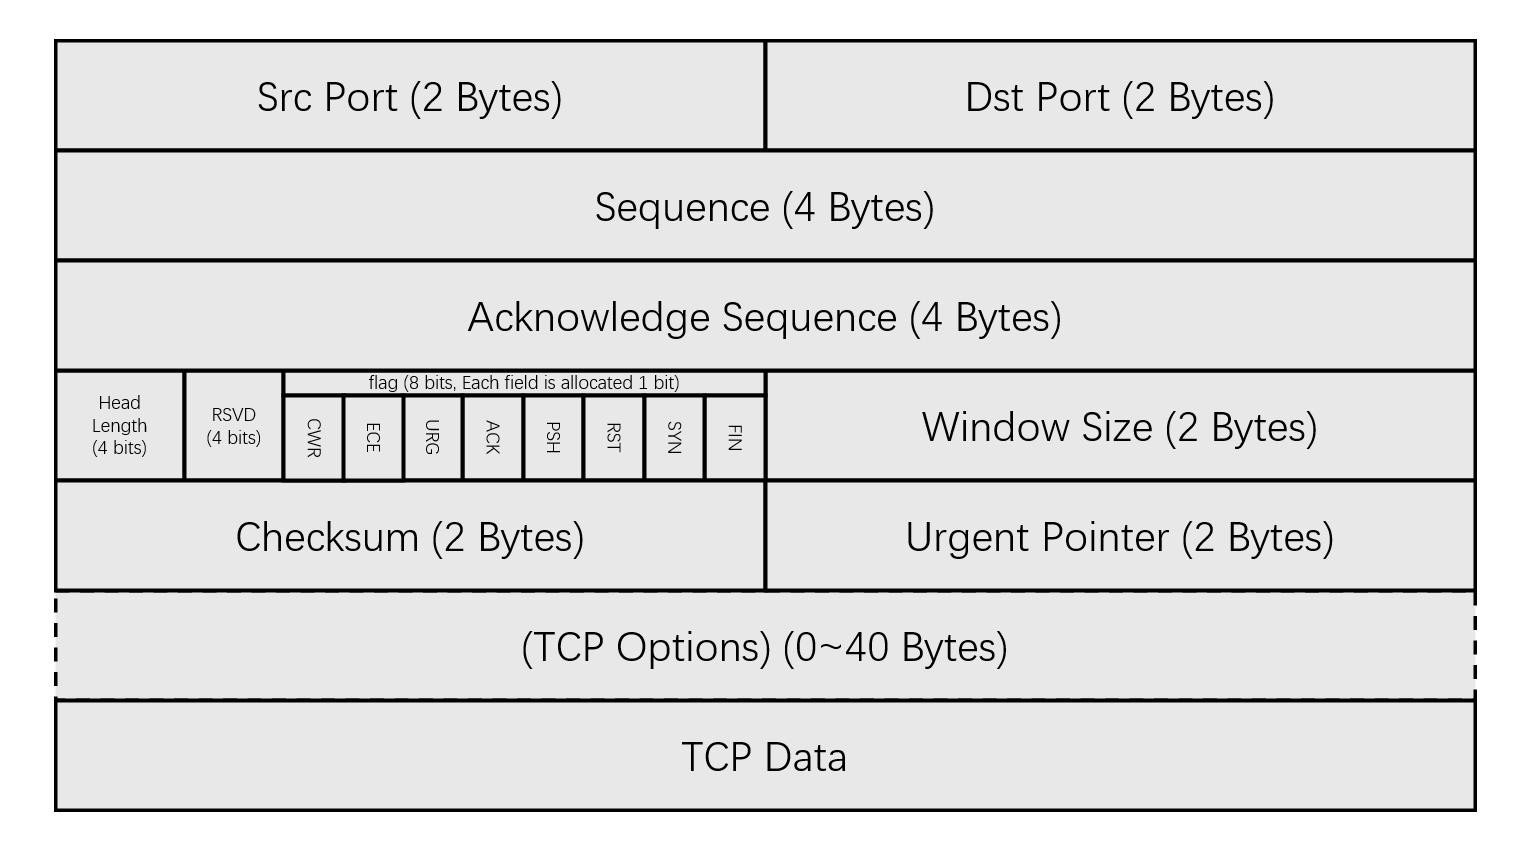 Src Port (2 Bytes)
Dst Port (2 Bytes)
Sequence (4 Bytes)
Acknowledge Sequence (4 Bytes)
Head
Length
(4 bits)
RSVD
(4 bits)
flag (8 bits, Each field is allocated 1 bit)
CWR
ECE
URG
ACK
PSH
RST
SYN
FIN
Window Size (2 Bytes)
Checksum (2 Bytes)
Urgent Pointer (2 Bytes)
(TCP Options) (0~40 Bytes)
TCP Data